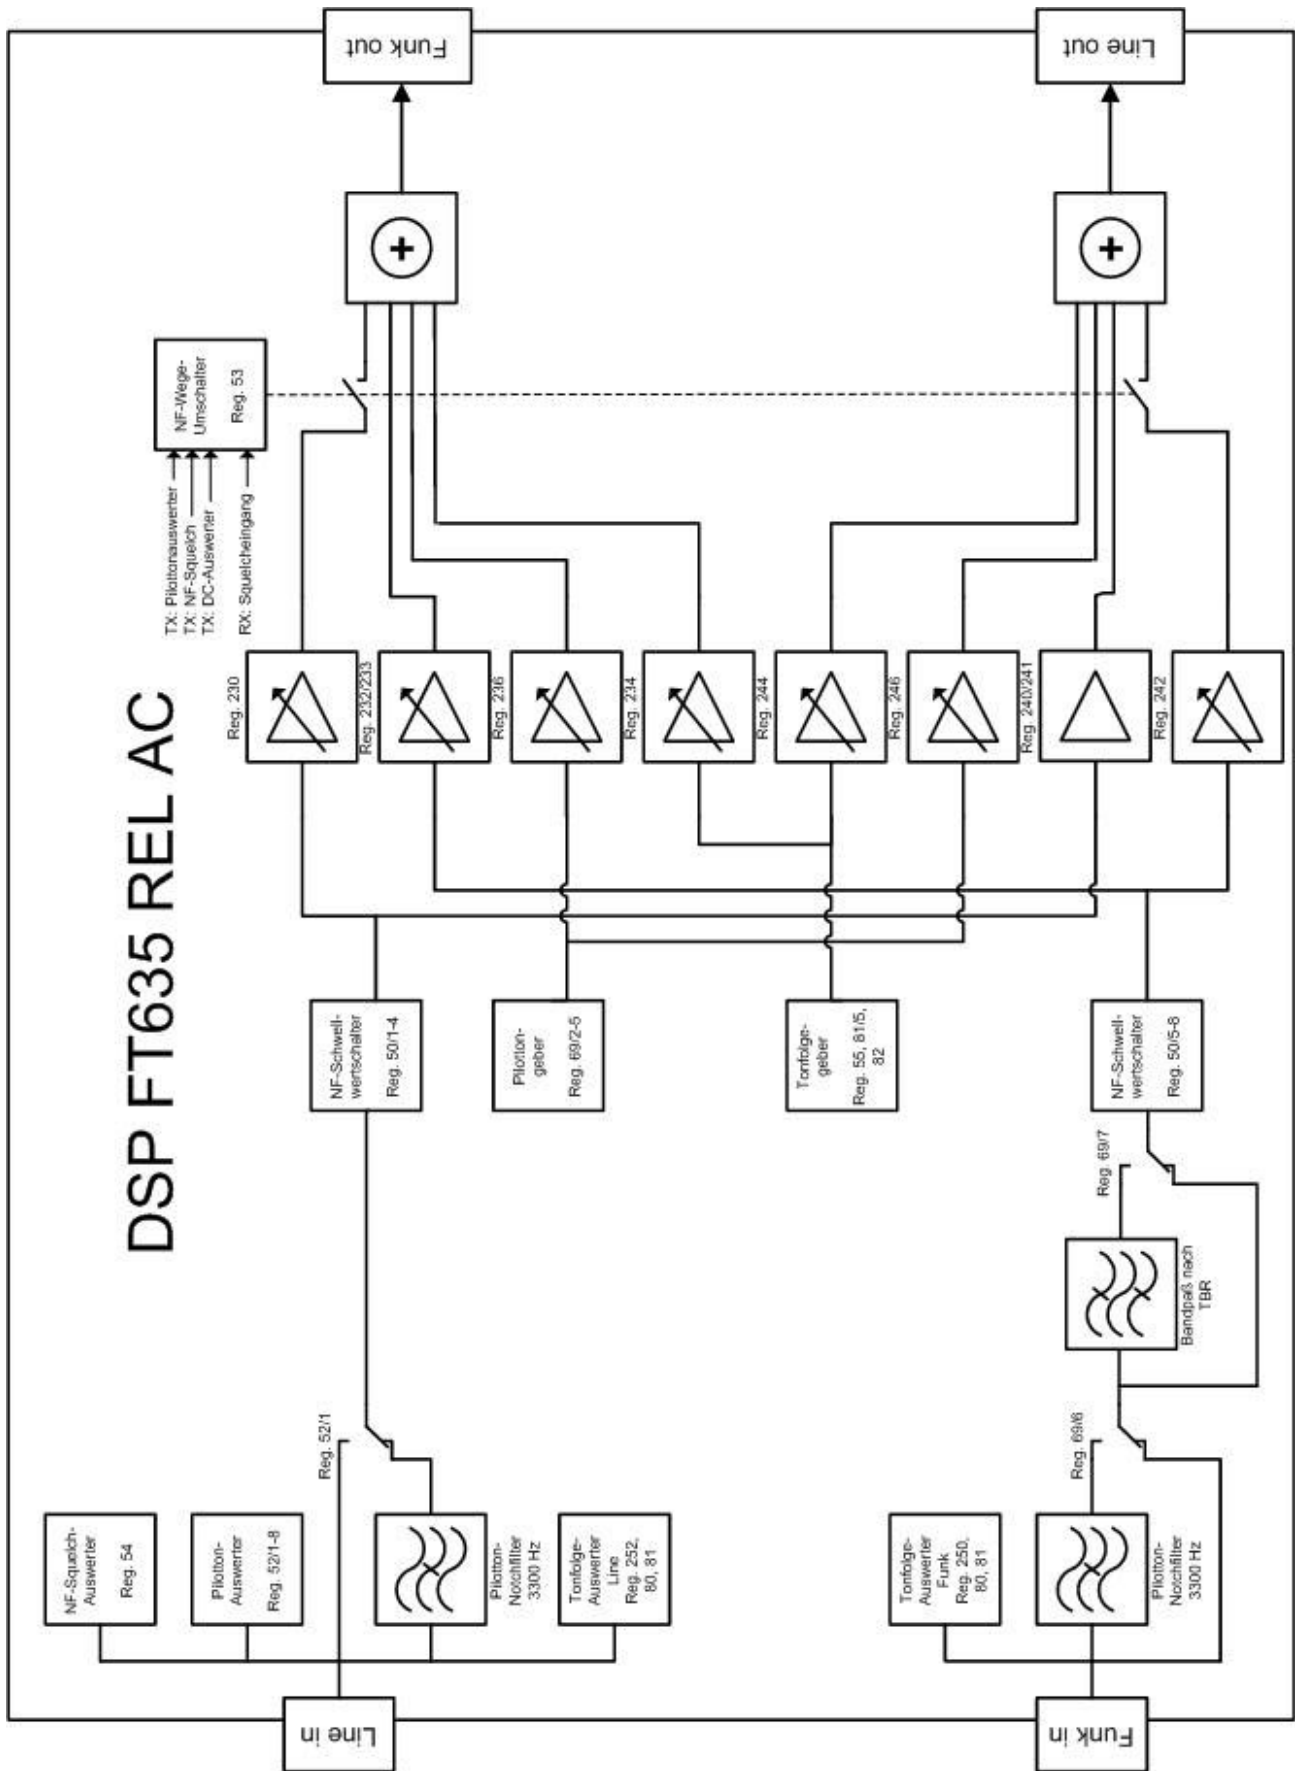 DSP FT635 REL AC
Line in
NF-Squelch-
Auswerter
Reg. 54
Pilotton-
Auswerter
Reg. 52/1-8
Reg. 52/1
Pilotton-
Notchfilter
3300 Hz
Tonfolge-
Auswerter
Line
Reg. 252,
80, 81
NF-Schwell-
wertschalter
Reg. 50/1-4
Pilotton-
geber
Reg. 69/2-5
Tonfolge-
geber
Reg. 55, 81/5,
82
TX: Pilottonauswerter
TX: NF-Squelch
TX: DC-Auswerter
RX: Squelcheingang
NF-Wege-
Umschalter
Reg. 53
Reg. 230
Reg. 232/233
Reg. 236
Reg. 234
Reg. 244
Reg. 246
Reg. 240/241
Reg. 242
+
Funk out
Funk in
Tonfolge-
Auswerter
Funk
Reg. 250,
80, 81
Pilotton-
Notchfilter
3300 Hz
Reg. 69/6
Bandpaß nach
TBR
Reg. 69/7
NF-Schwell-
wertschalter
Reg. 50/5-8
+
Line out